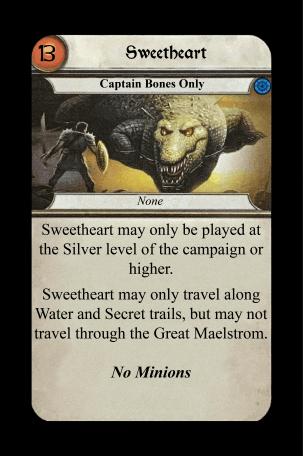 13
Sweetheart
Captain Bones Only
None
Sweetheart may only be played at
the Silver level of the campaign or
higher.
Sweetheart may only travel along
Water and Secret trails, but may not
travel through the Great Maelstrom.
No Minions